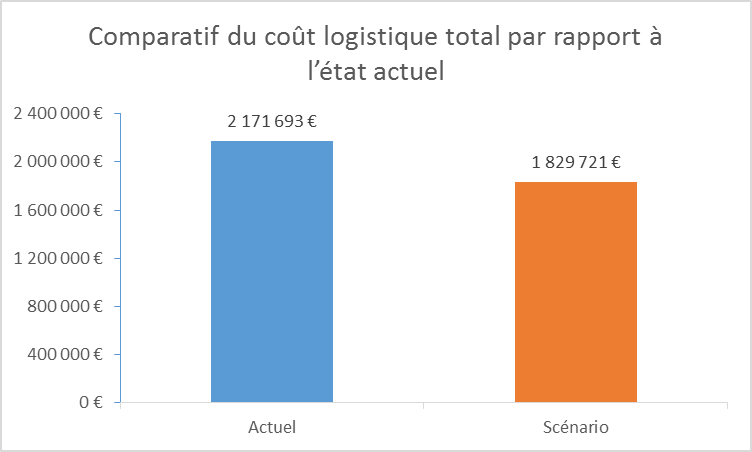 Comparatif du coût logistique total par rapport à
l’état actuel
2 400 000 €
2 000 000 €
1 600 000 €
1 200 000 €
800 000 €
400 000 €
0 €
2 171 693 €
1 829 721 €
Actuel
Scénario